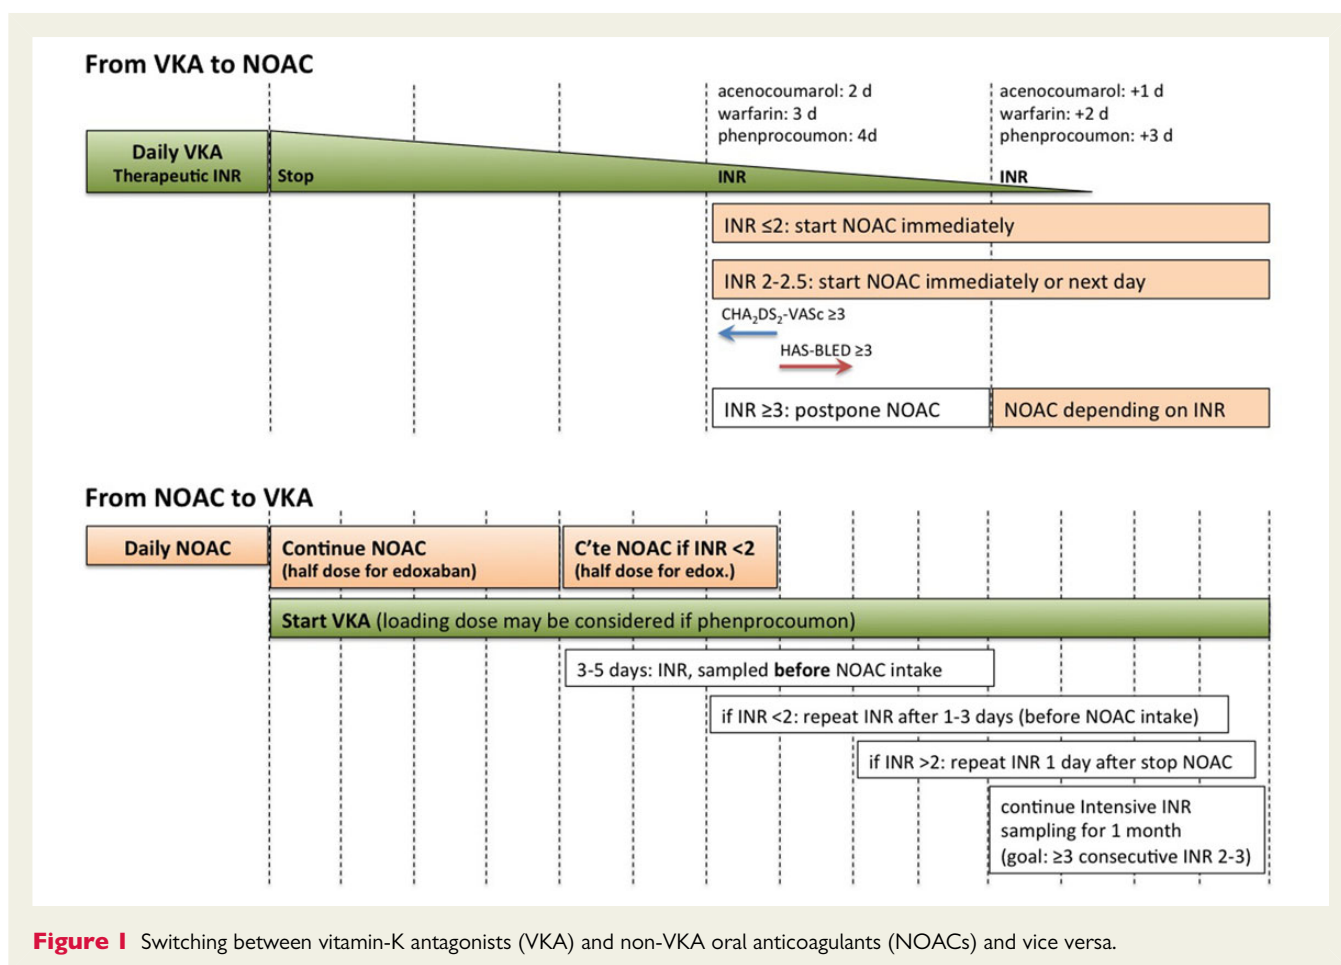 From VKA to NOAC
acenocoumarol: 2 d
warfarin: 3 d
phenprocoumon: 4d
acenocoumarol: +1 d
warfarin: +2 d
phenprocoumon: +3 d
Daily VKA
Therapeutic INR
Stop
INR
INR
INR ≤2: start NOAC immediately
INR 2-2.5: start NOAC immediately or next day
CHA₂DS₂-VASc ≥3
HAS-BLED ≥3
INR ≥3: postpone NOAC
NOAC depending on INR
From NOAC to VKA
Daily NOAC
Continue NOAC
(half dose for edoxaban)
C'te NOAC if INR <2
(half dose for edox.)
Start VKA (loading dose may be considered if phenprocoumon)
3-5 days: INR, sampled before NOAC intake
if INR <2: repeat INR after 1-3 days (before NOAC intake)
if INR >2: repeat INR 1 day after stop NOAC
continue Intensive INR
sampling for 1 month
(goal: ≥3 consecutive INR 2-3)
Figure 1 Switching between vitamin-K antagonists (VKA) and non-VKA oral anticoagulants (NOACs) and vice versa.